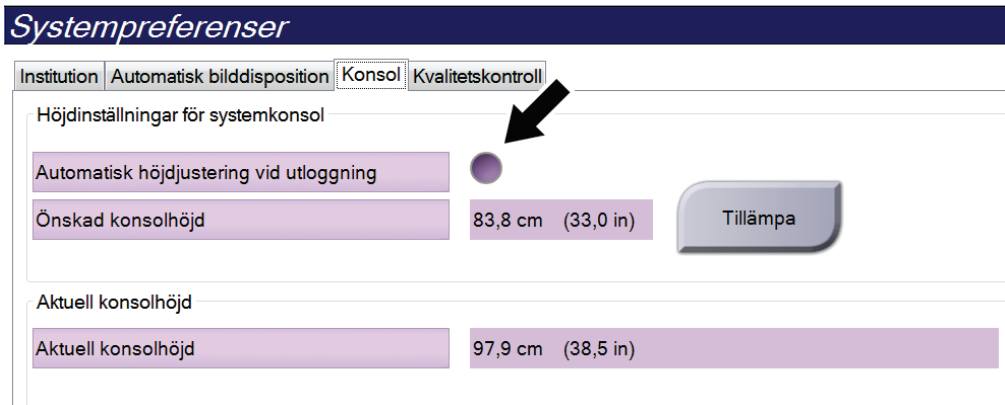 Systempreferenser
Institution Automatisk bilddisposition Konsol Kvalitetskontroll
Höjdinställningar för systemkonsol
Automatisk höjdjustering vid utloggning
Önskad konsolhöjd 83,8 cm (33,0 in) Tillämpa
Aktuell konsolhöjd
Aktuell konsolhöjd 97,9 cm (38,5 in)